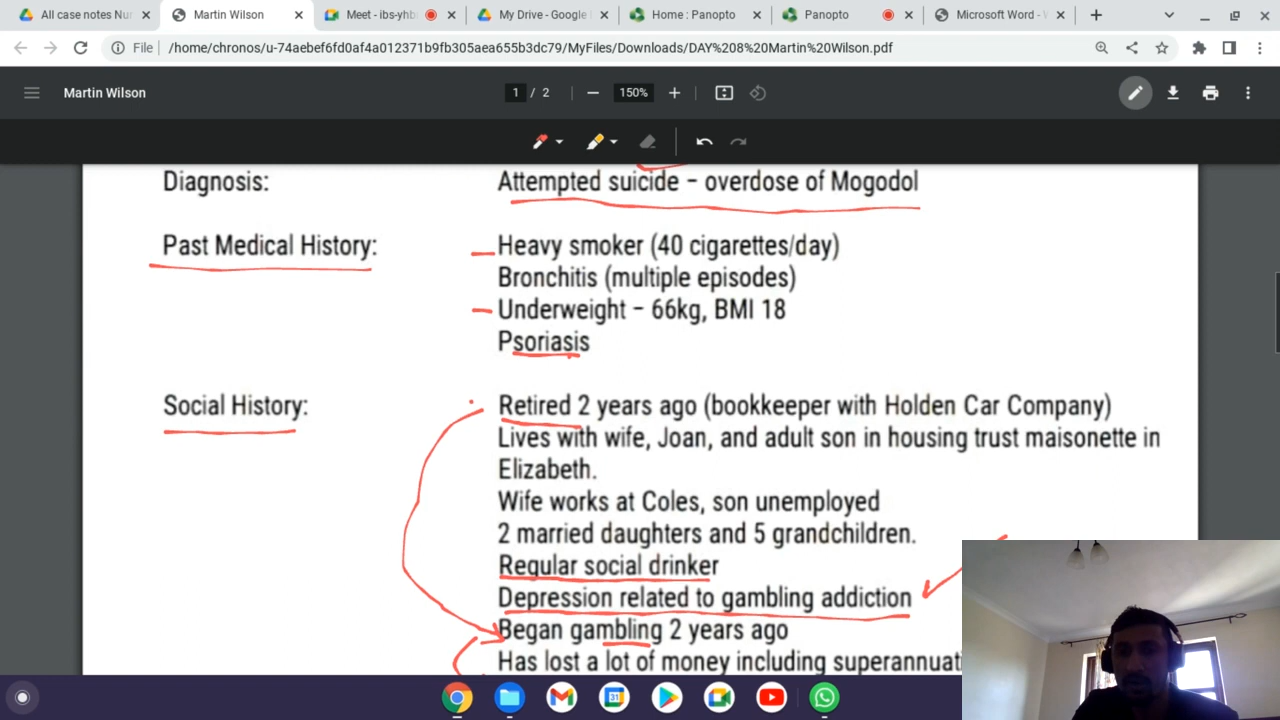 All case notes Nur
Martin Wilson
Meet - ibs-yhb
My Drive - Google
Home : Panopto
Panopto
Microsoft Word -
File /home/chronos/u-74aebef6fd0af4a012371b9fb305aea655b3dc79/MyFiles/Downloads/DAY%208%20Martin%20Wilson.pdf
Martin Wilson
1 / 2
150%
Diagnosis: Attempted suicide – overdose of Mogodol
Past Medical History: Heavy smoker (40 cigarettes/day)
Bronchitis (multiple episodes)
Underweight – 66kg, BMI 18
Psoriasis
Social History: Retired 2 years ago (bookkeeper with Holden Car Company)
Lives with wife, Joan, and adult son in housing trust maisonette in
Elizabeth.
Wife works at Coles, son unemployed
2 married daughters and 5 grandchildren.
Regular social drinker
Depression related to gambling addiction
Began gambling 2 years ago
Has lost a lot of money including superannuati
31